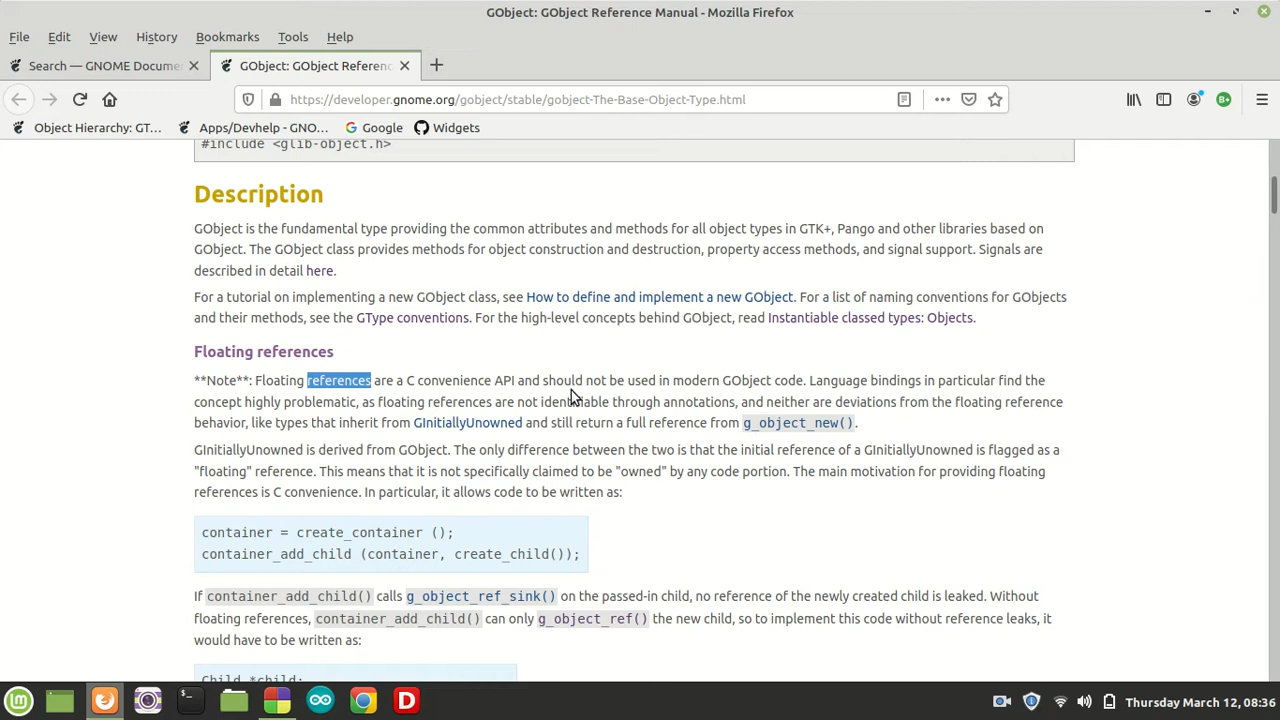 GObject: GObject Reference Manual - Mozilla Firefox
File Edit View History Bookmarks Tools Help
Search — GNOME Docume
GObject: GObject Referenc
https://developer.gnome.org/gobject/stable/gobject-The-Base-Object-Type.html
Object Hierarchy: GT... Apps/Devhelp - GNO... Google Widgets
#include <glib-object.h>
Description
GObject is the fundamental type providing the common attributes and methods for all object types in GTK+, Pango and other libraries based on
GObject. The GObject class provides methods for object construction and destruction, property access methods, and signal support. Signals are
described in detail here.
For a tutorial on implementing a new GObject class, see How to define and implement a new GObject. For a list of naming conventions for GObjects
and their methods, see the GType conventions. For the high-level concepts behind GObject, read Instantiable classed types: Objects.
Floating references
**Note**: Floating references are a C convenience API and should not be used in modern GObject code. Language bindings in particular find the
concept highly problematic, as floating references are not identifiable through annotations, and neither are deviations from the floating reference
behavior, like types that inherit from GInitiallyUnowned and still return a full reference from g_object_new().
GInitiallyUnowned is derived from GObject. The only difference between the two is that the initial reference of a GInitiallyUnowned is flagged as a
"floating" reference. This means that it is not specifically claimed to be "owned" by any code portion. The main motivation for providing floating
references is C convenience. In particular, it allows code to be written as:
container = create_container ();
container_add_child (container, create_child());
If container_add_child() calls g_object_ref_sink() on the passed-in child, no reference of the newly created child is leaked. Without
floating references, container_add_child() can only g_object_ref() the new child, so to implement this code without reference leaks, it
would have to be written as:
Child *child;
Thursday March 12, 08:36